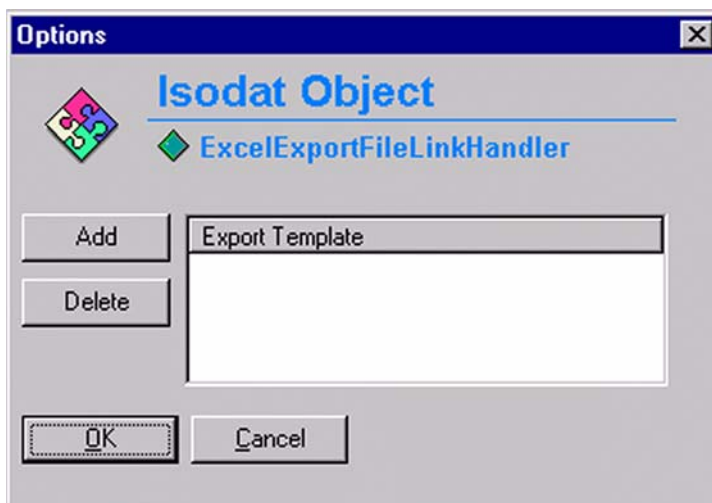 Options
Isodat Object
ExcelExportFileLinkHandler
Add
Export Template
Delete
OK
Cancel